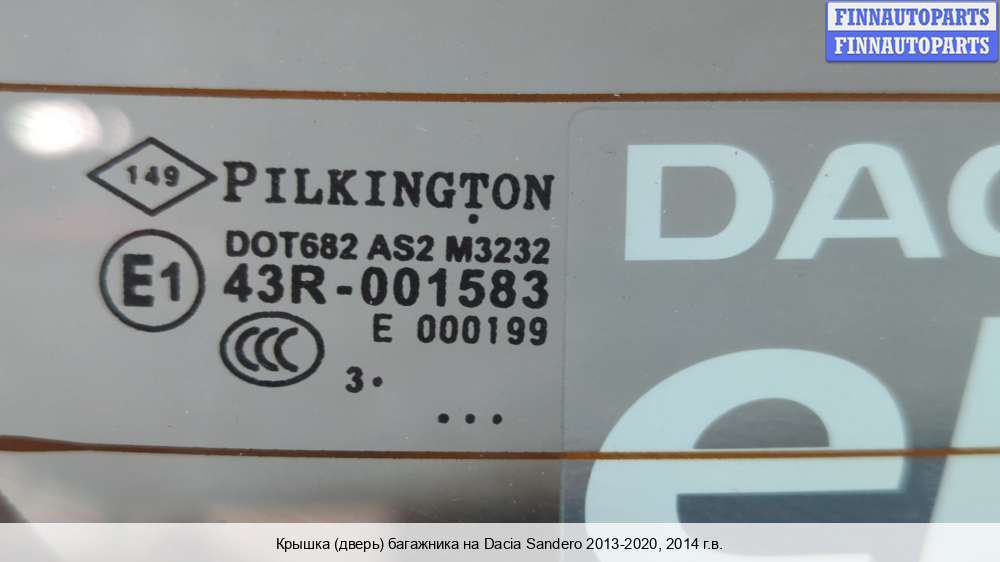 FINNAUTOPARTS
FINNAUTOPARTS
149 PILKINGTON
DOT682 AS2 M3232
E1 43R-001583
E 000199
CCC
3.
...
DAC
e
Крышка (дверь) багажника на Dacia Sandero 2013-2020, 2014 г.в.